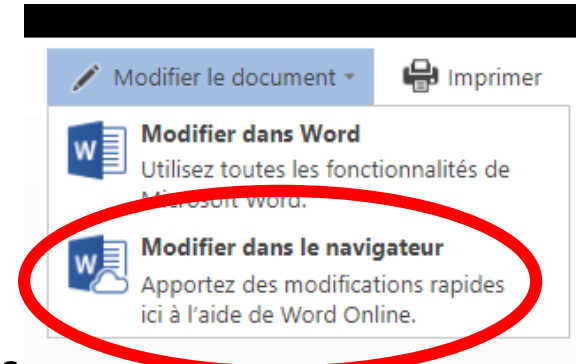 Modifier le document Imprimer
Modifier dans Word
Utilisez toutes les fonctionnalités de
Microsoft Word.
Modifier dans le navigateur
Apportez des modifications rapides
ici à l'aide de Word Online.